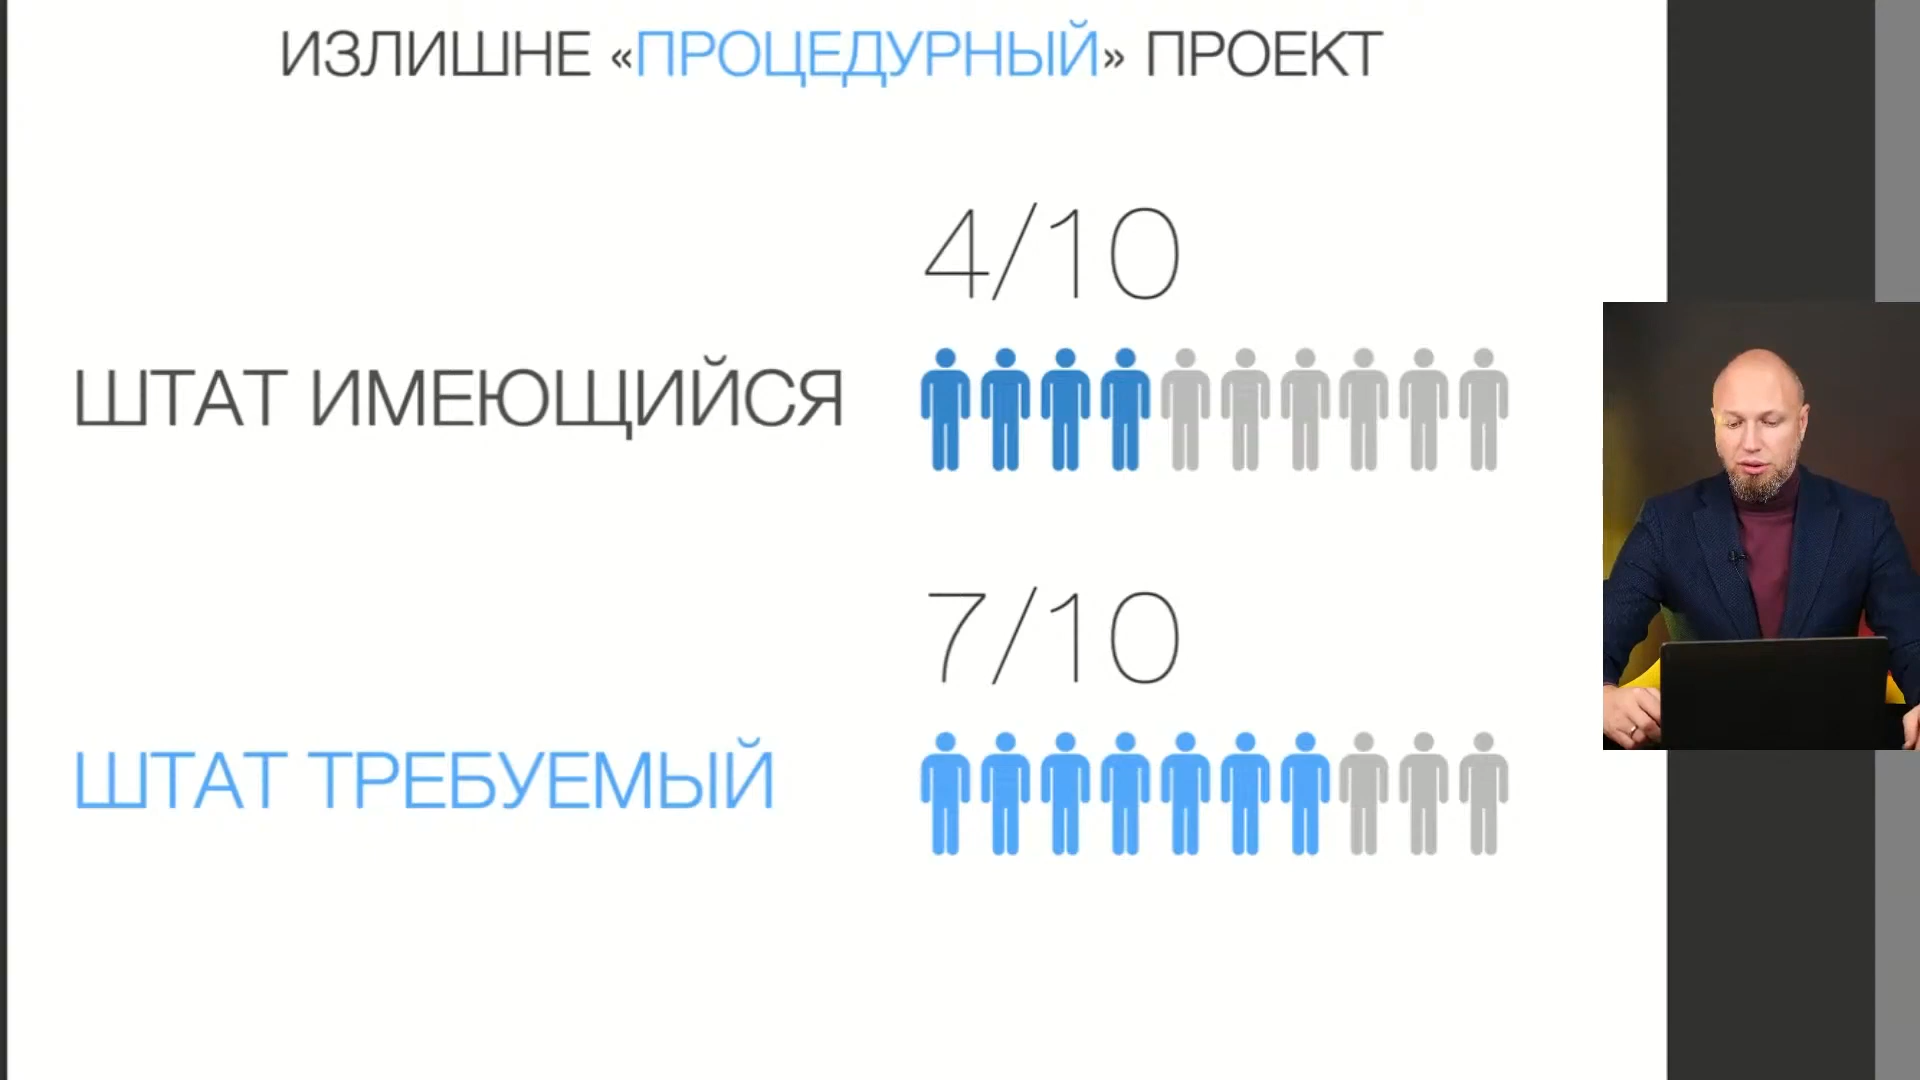 ИЗЛИШНЕ «ПРОЦЕДУРНЫЙ» ПРОЕКТ
4/10
ШТАТ ИМЕЮЩИЙСЯ
7/10
ШТАТ ТРЕБУЕМЫЙ